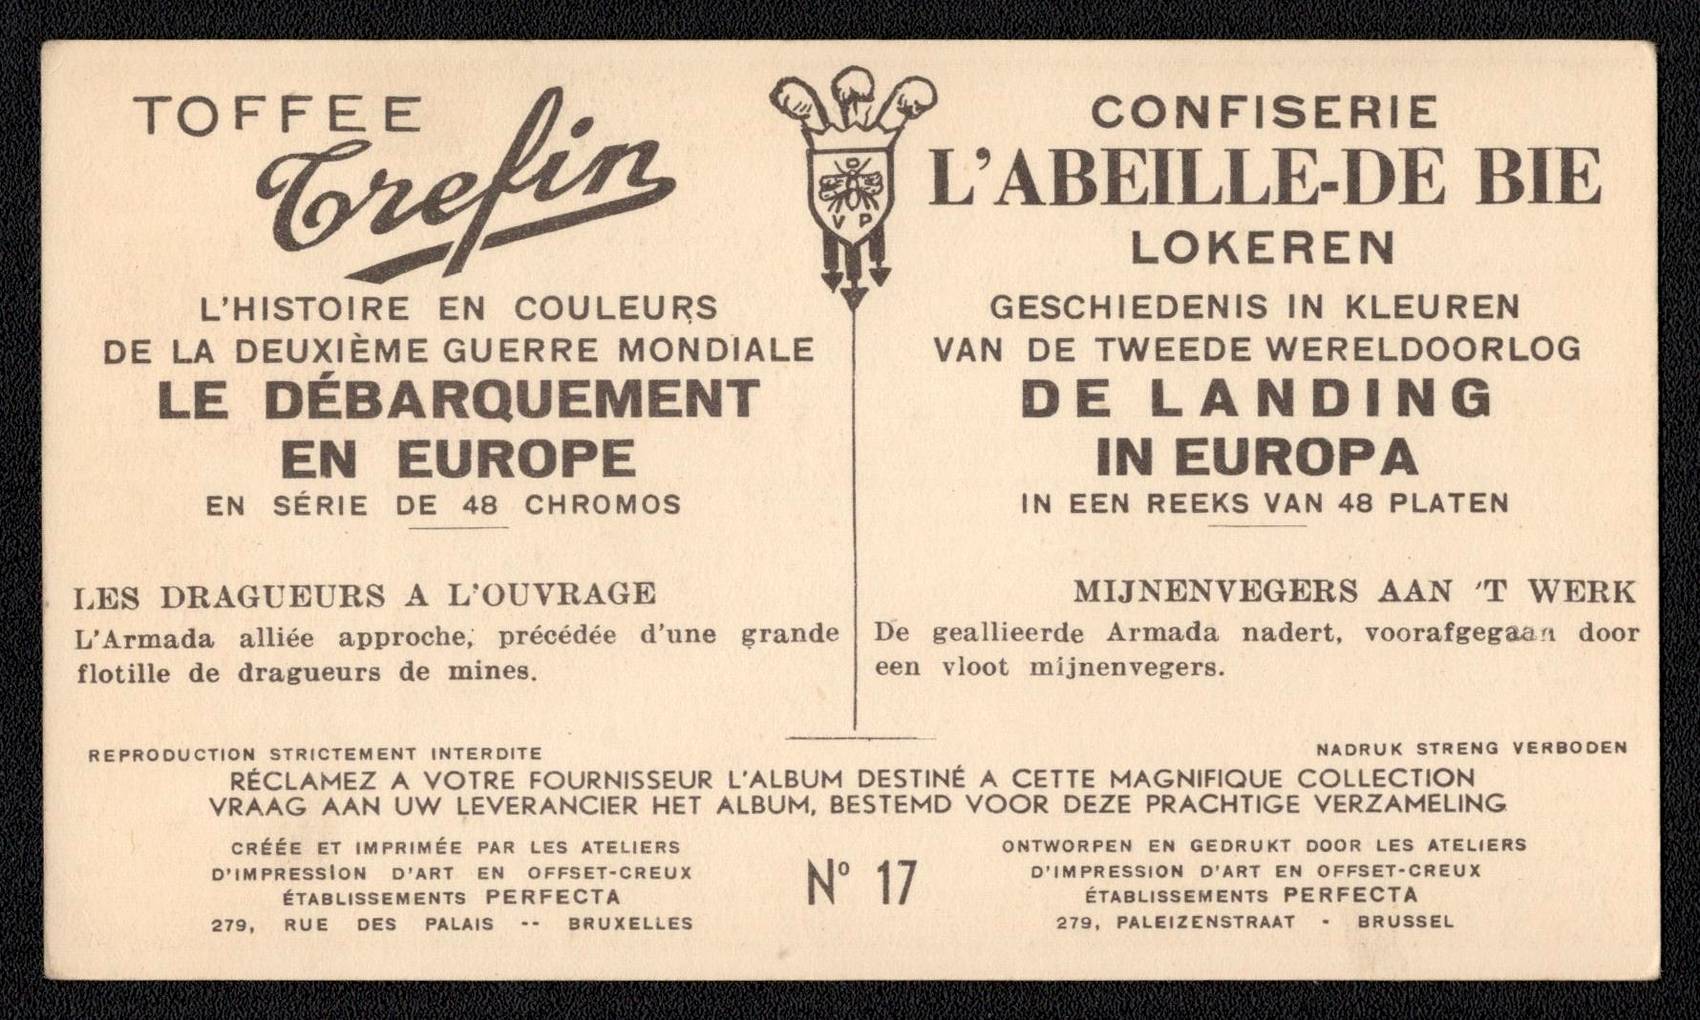 TOFFEE
Trefin
L'HISTOIRE EN COULEURS
DE LA DEUXIÈME GUERRE MONDIALE
LE DÉBARQUEMENT
EN EUROPE
EN SÉRIE DE 48 CHROMOS
LES DRAGUEURS A L'OUVRAGE
L'Armada alliée approche, précédée d'une grande
flotille de dragueurs de mines.
REPRODUCTION STRICTEMENT INTERDITE
D
V P
CONFISERIE
L'ABEILLE-DE BIE
LOKEREN
GESCHIEDENIS IN KLEUREN
VAN DE TWEEDE WERELDOORLOG
DE LANDING
IN EUROPA
IN EEN REEKS VAN 48 PLATEN
MIJNENVEGERS AAN 'T WERK
De geallieerde Armada nadert, voorafgegaan door
een vloot mijnenvegers.
NADRUK STRENG VERBODEN
RÉCLAMEZ A VOTRE FOURNISSEUR L'ALBUM DESTINÉ A CETTE MAGNIFIQUE COLLECTION
VRAAG AAN UW LEVERANCIER HET ALBUM, BESTEMD VOOR DEZE PRACHTIGE VERZAMELING
CRÉÉE ET IMPRIMÉE PAR LES ATELIERS
D'IMPRESSION D'ART EN OFFSET-CREUX
ÉTABLISSEMENTS PERFECTA
279, RUE DES PALAIS -- BRUXELLES
Nº 17
ONTWORPEN EN GEDRUKT DOOR LES ATELIERS
D'IMPRESSION D'ART EN OFFSET-CREUX
ÉTABLISSEMENTS PERFECTA
279, PALEIZENSTRAAT - BRUSSEL